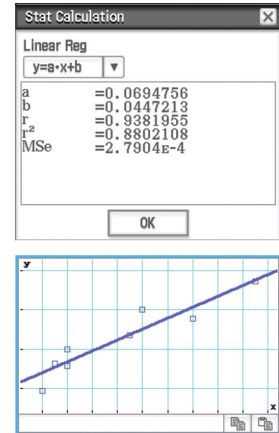 Stat Calculation
Linear Reg
y=a·x+b
a =0.0694756
b =0.0447213
r =0.9381955
r² =0.8802108
MSe =2.7904E-4
OK
y
x